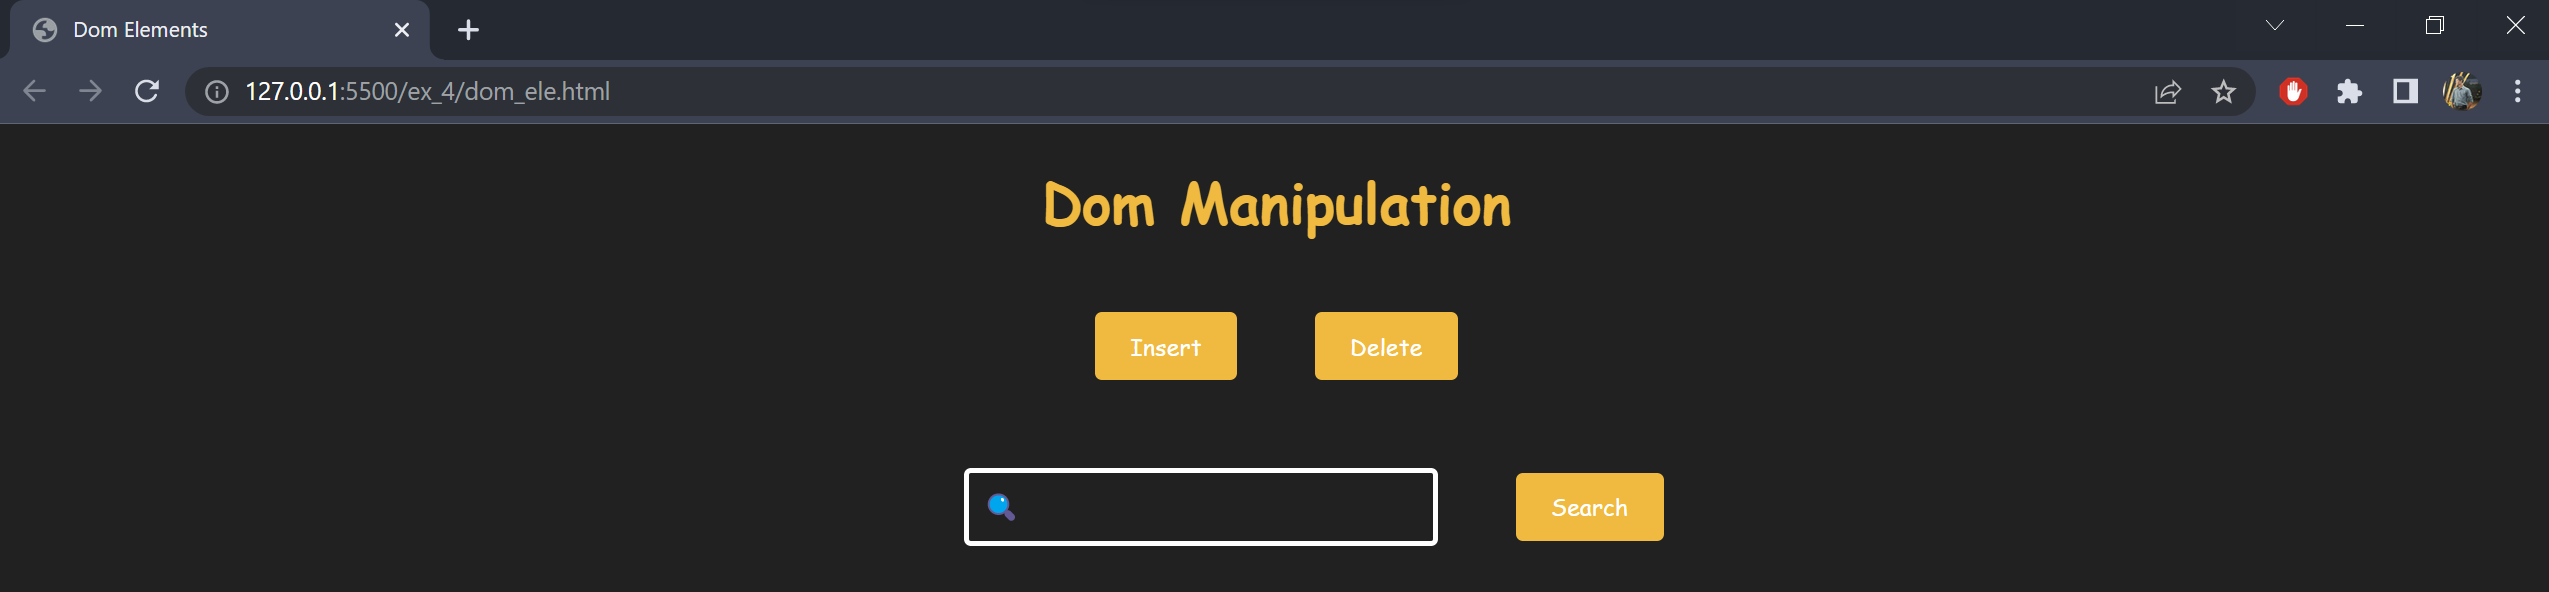 Dom Elements
127.0.0.1:5500/ex_4/dom_ele.html
Dom Manipulation
Insert Delete
🔍 Search